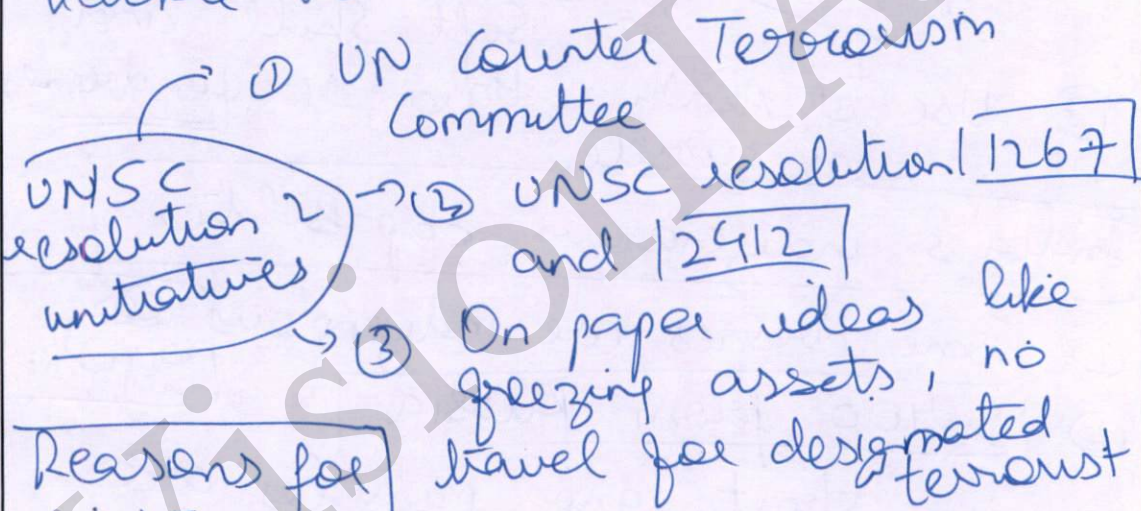 ① UN Counter Terrorism
Committee
UNSC
resolution 2
initiatives
② UNSC resolution 1267
and 2412
③ On paper ideas like
freezing assets, no
travel for designated
terrorist
Reasons for
VisionIA